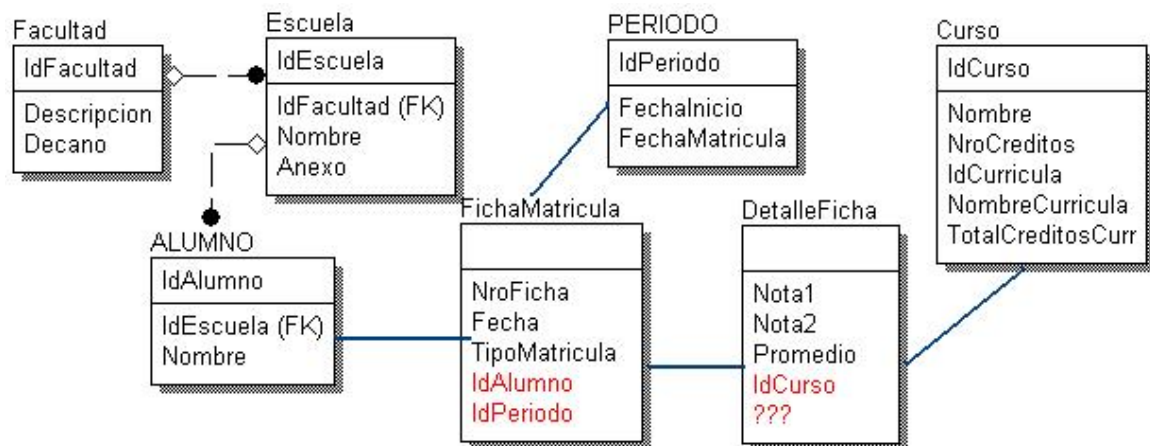 Facultad
IdFacultad
Descripcion
Decano
Escuela
IdEscuela
IdFacultad (FK)
Nombre
Anexo
PERIODO
IdPeriodo
FechaInicio
FechaMatricula
Curso
IdCurso
Nombre
NroCreditos
IdCurricula
NombreCurricula
TotalCreditosCurr
ALUMNO
IdAlumno
IdEscuela (FK)
Nombre
FichaMatricula
NroFicha
Fecha
TipoMatricula
IdAlumno
IdPeriodo
DetalleFicha
Nota1
Nota2
Promedio
IdCurso
???